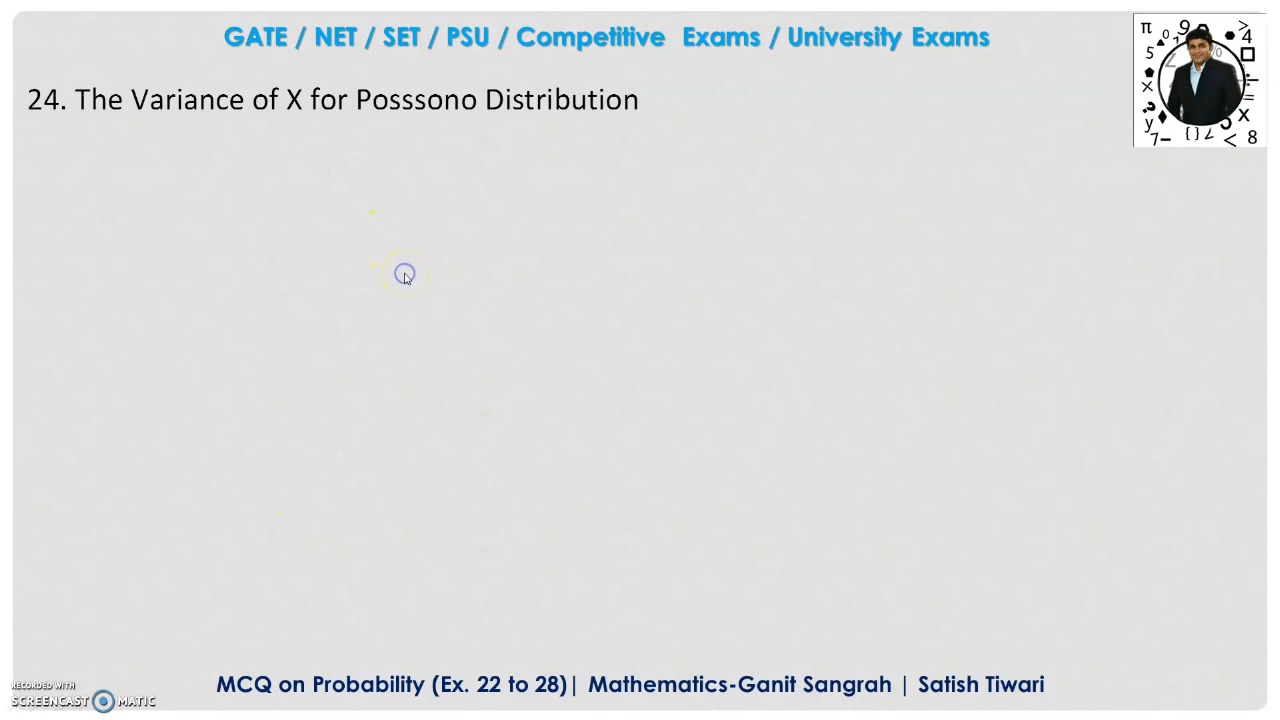 GATE / NET / SET / PSU / Competitive Exams / University Exams
24. The Variance of X for Posssono Distribution
MCQ on Probability (Ex. 22 to 28)| Mathematics-Ganit Sangrah | Satish Tiwari
RECORDED WITH
SCREENCAST MATIC